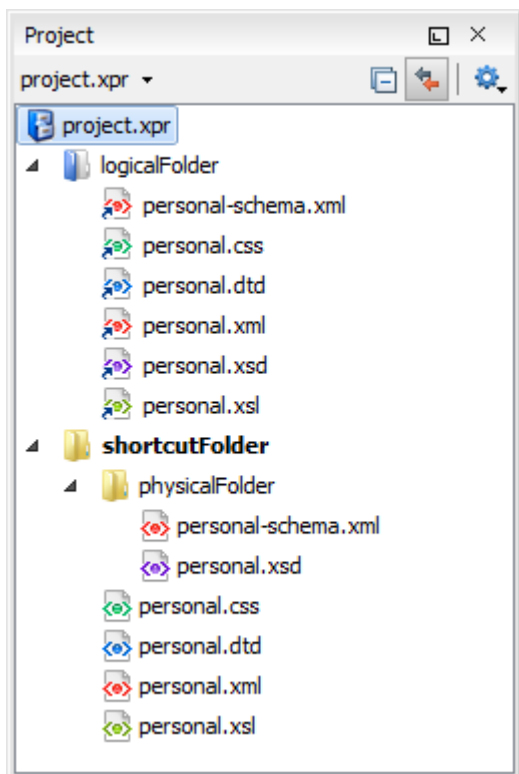 Project
project.xpr
project.xpr
logicalFolder
personal-schema.xml
personal.css
personal.dtd
personal.xml
personal.xsd
personal.xsl
shortcutFolder
physicalFolder
personal-schema.xml
personal.xsd
personal.css
personal.dtd
personal.xml
personal.xsl